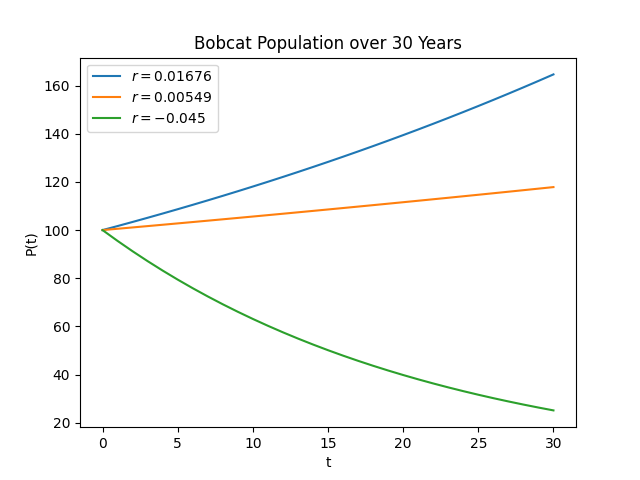 Bobcat Population over 30 Years
r = 0.01676
r = 0.00549
r = −0.045
P(t)
160
140
120
100
80
60
40
20
0 5 10 15 20 25 30
t